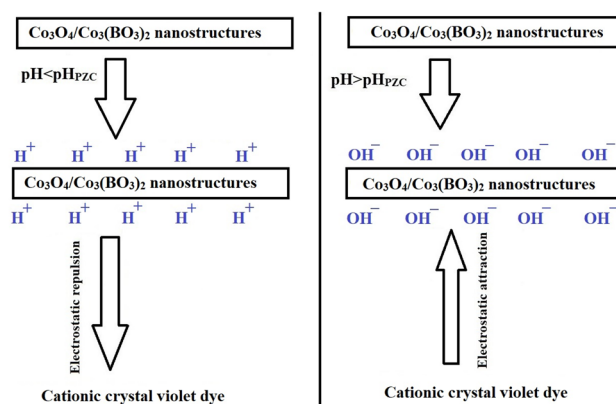 Co₃O₄/Co₃(BO₃)₂ nanostructures
pH<pH_PZC
H⁺ H⁺ H⁺ H⁺ H⁺
Co₃O₄/Co₃(BO₃)₂ nanostructures
H⁺ H⁺ H⁺ H⁺ H⁺
Electrostatic repulsion
Cationic crystal violet dye
Co₃O₄/Co₃(BO₃)₂ nanostructures
pH>pH_PZC
OH⁻ OH⁻ OH⁻ OH⁻ OH⁻
Co₃O₄/Co₃(BO₃)₂ nanostructures
OH⁻ OH⁻ OH⁻ OH⁻ OH⁻
Electrostatic attraction
Cationic crystal violet dye